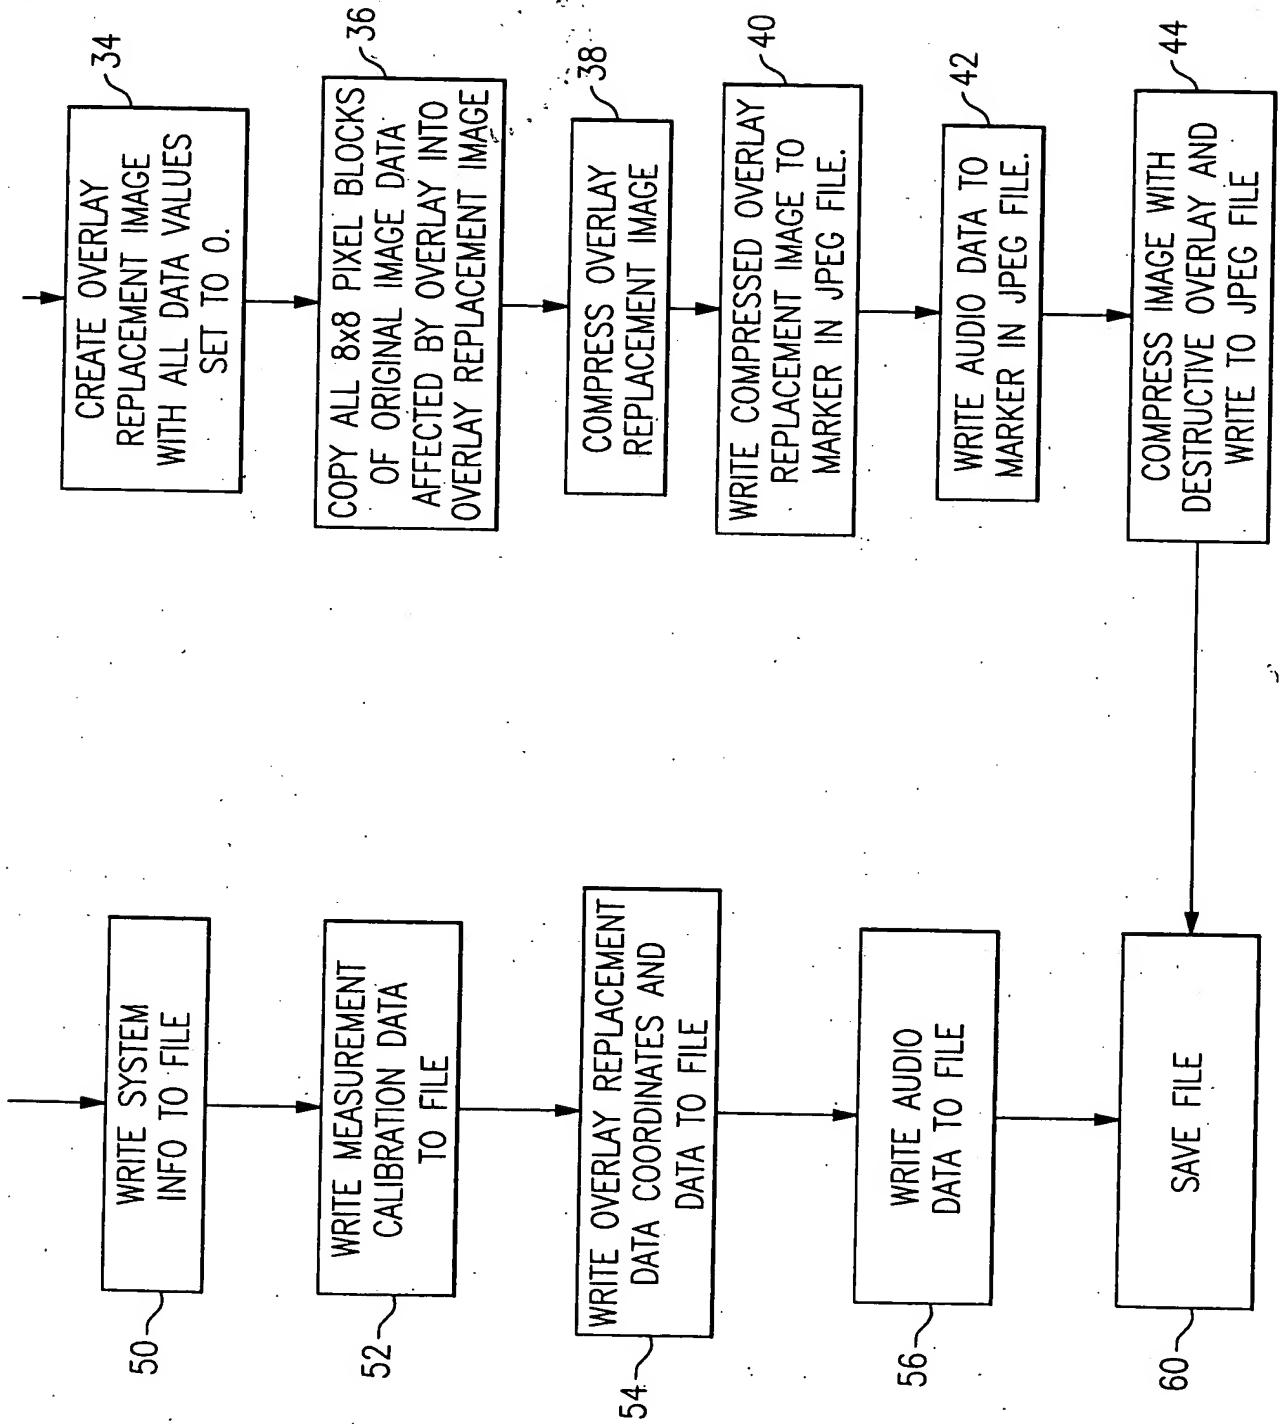 CREATE OVERLAY
REPLACEMENT IMAGE
WITH ALL DATA VALUES
SET TO 0.
34
COPY ALL 8x8 PIXEL BLOCKS
OF ORIGINAL IMAGE DATA
AFFECTED BY OVERLAY INTO
OVERLAY REPLACEMENT IMAGE
36
COMPRESS OVERLAY
REPLACEMENT IMAGE
38
WRITE COMPRESSED OVERLAY
REPLACEMENT IMAGE TO
MARKER IN JPEG FILE.
40
WRITE AUDIO DATA TO
MARKER IN JPEG FILE.
42
COMPRESS IMAGE WITH
DESTRUCTIVE OVERLAY AND
WRITE TO JPEG FILE
44
WRITE SYSTEM
INFO TO FILE
50
WRITE MEASUREMENT
CALIBRATION DATA
TO FILE
52
WRITE OVERLAY REPLACEMENT
DATA COORDINATES AND
DATA TO FILE
54
WRITE AUDIO
DATA TO FILE
56
SAVE FILE
60